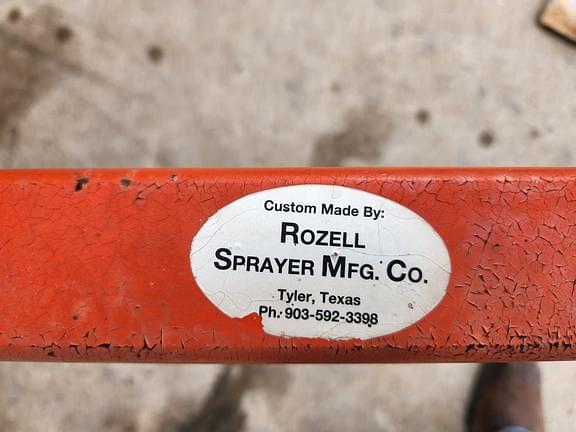 Custom Made By:
ROZELL
SPRAYER MFG. CO.
Tyler, Texas
Ph. 903-592-3398